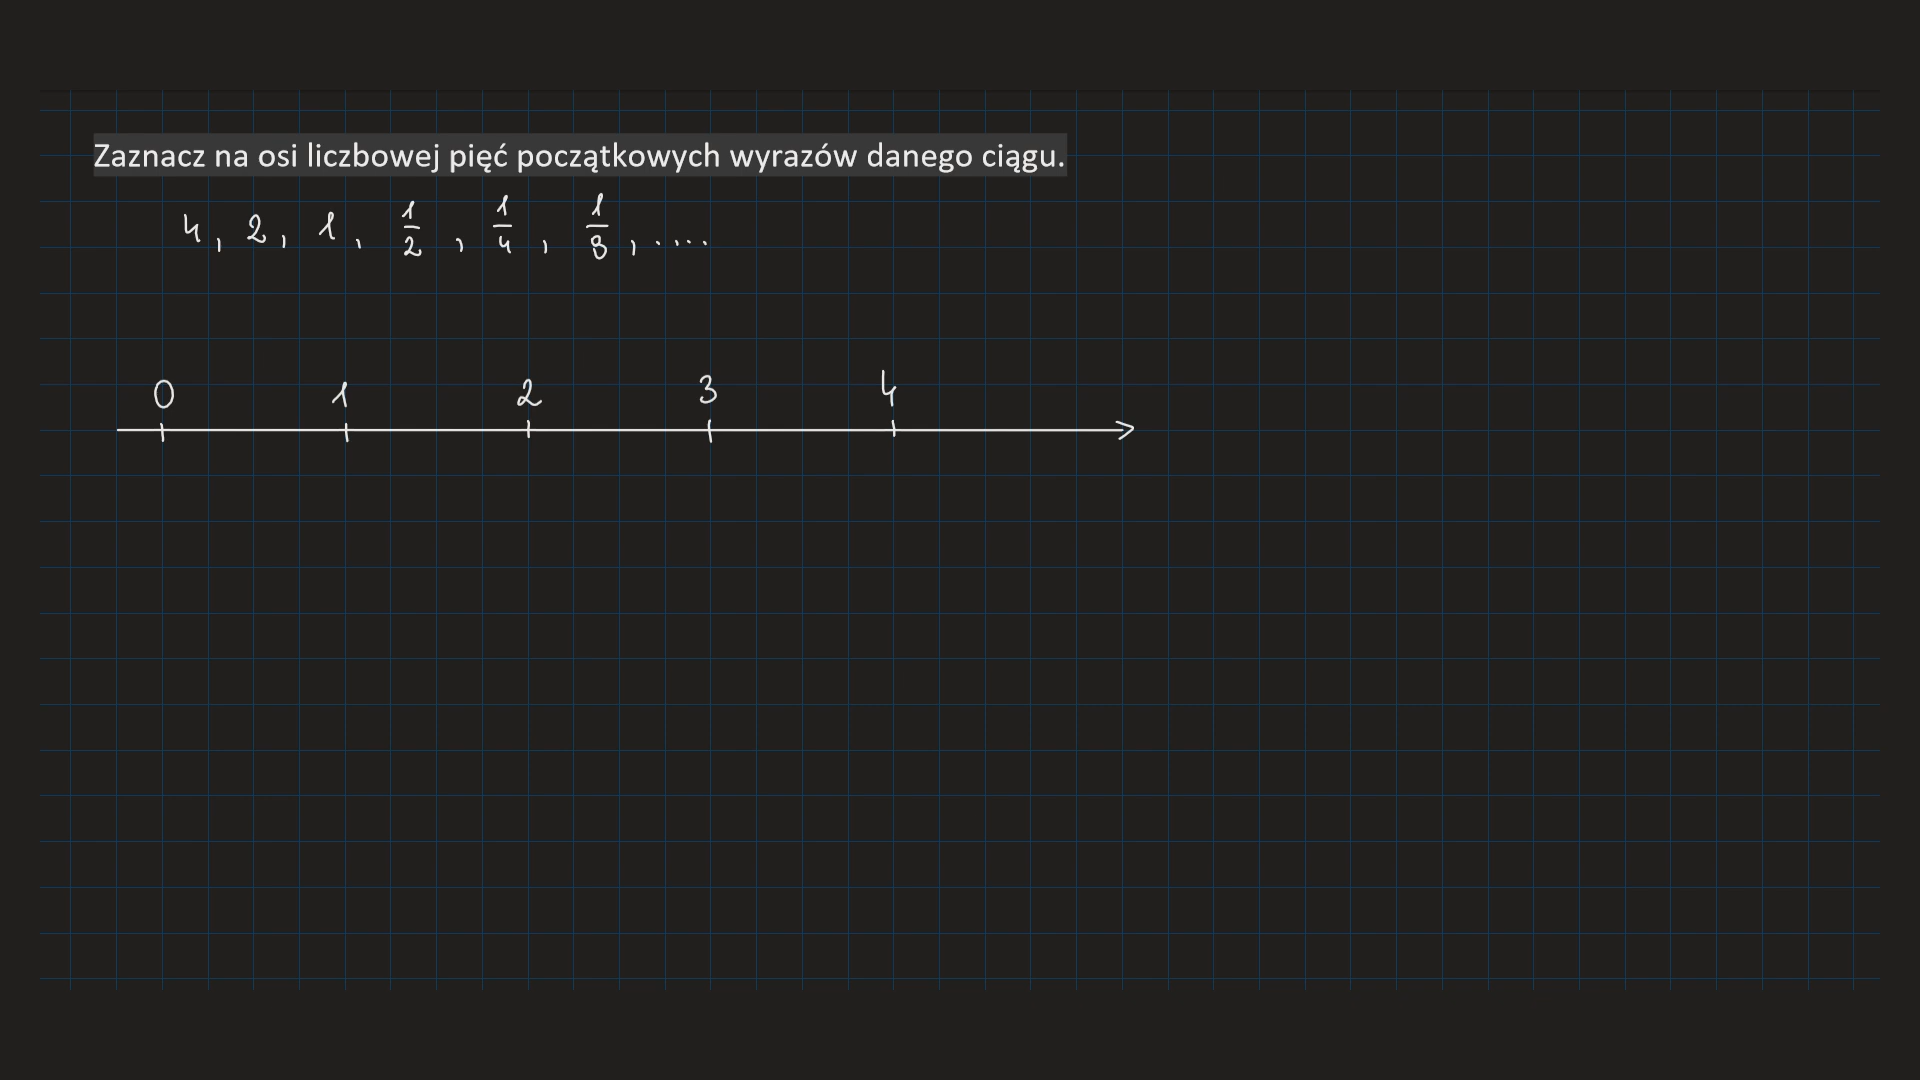 Zaznacz na osi liczbowej pięć początkowych wyrazów danego ciągu.
4, 2, 1, 1/2, 1/4, 1/8, ....
0 1 2 3 4